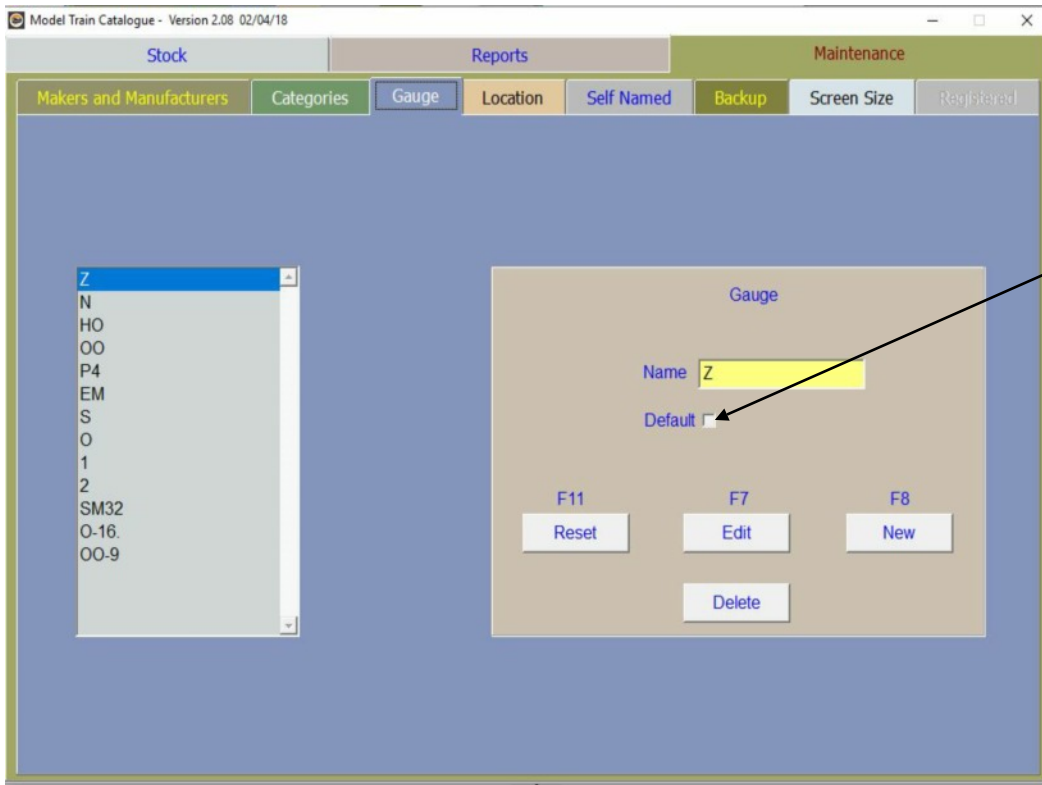 Model Train Catalogue - Version 2.08 02/04/18
Stock Reports Maintenance
Makers and Manufacturers Categories Gauge Location Self Named Backup Screen Size Registered
Z
N
HO
OO
P4
EM
S
O
1
2
SM32
O-16.
OO-9
Gauge
Name Z
Default
F11 F7 F8
Reset Edit New
Delete